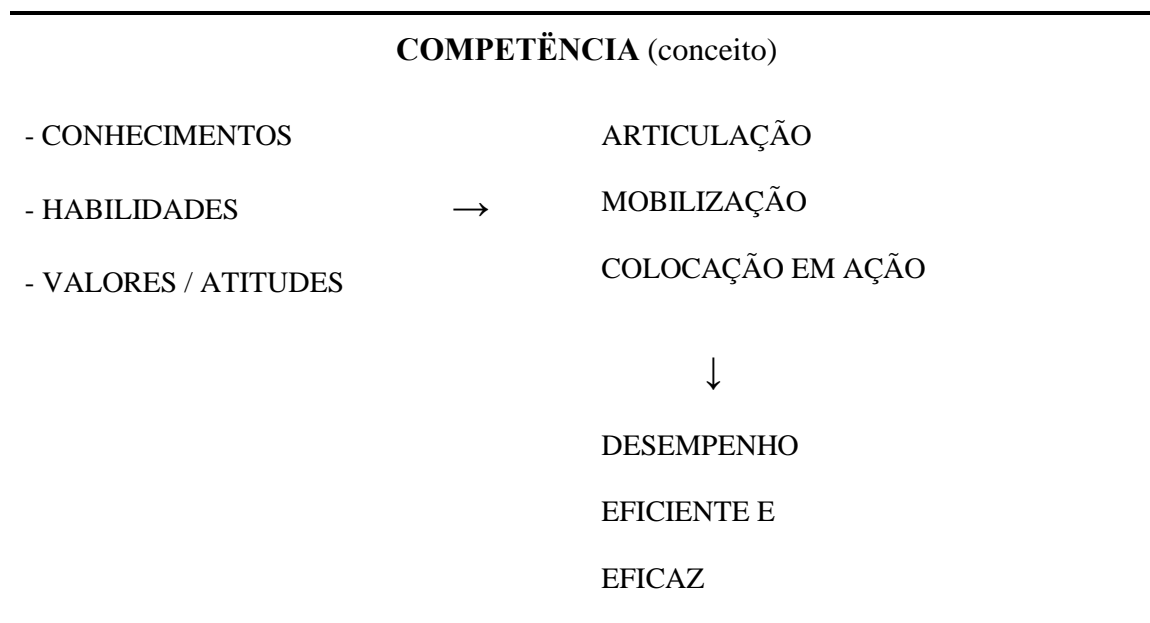 COMPETËNCIA (conceito)
- CONHECIMENTOS
- HABILIDADES
- VALORES / ATITUDES
→
ARTICULAÇÃO
MOBILIZAÇÃO
COLOCAÇÃO EM AÇÃO
↓
DESEMPENHO
EFICIENTE E
EFICAZ